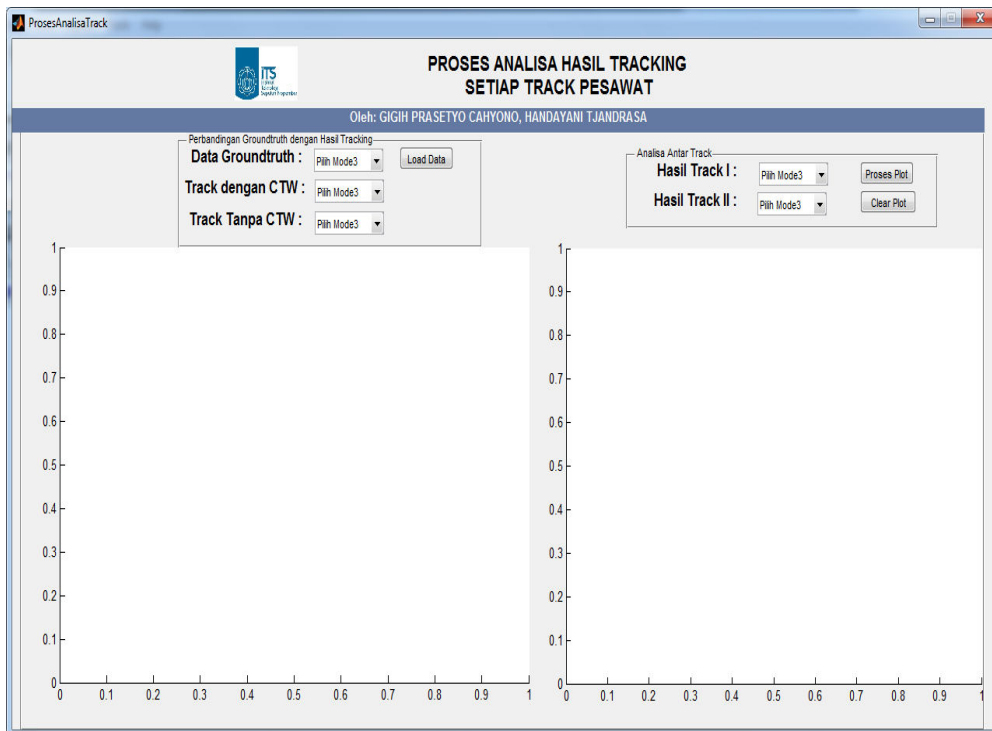 ProsesAnalisaTrack
ITS
PROSES ANALISA HASIL TRACKING
SETIAP TRACK PESAWAT
Oleh: GIGIH PRASETYO CAHYONO, HANDAYANI TJANDRASA
Perbandingan Groundtruth dengan Hasil Tracking
Data Groundtruth : Pilih Mode3 Load Data
Track dengan CTW : Pilih Mode3
Track Tanpa CTW : Pilih Mode3
Analisa Antar Track
Hasil Track I : Pilih Mode3 Proses Plot
Hasil Track II : Pilih Mode3 Clear Plot
1
0.9
0.8
0.7
0.6
0.5
0.4
0.3
0.2
0.1
0
0 0.1 0.2 0.3 0.4 0.5 0.6 0.7 0.8 0.9 1
1
0.9
0.8
0.7
0.6
0.5
0.4
0.3
0.2
0.1
0
0 0.1 0.2 0.3 0.4 0.5 0.6 0.7 0.8 0.9 1